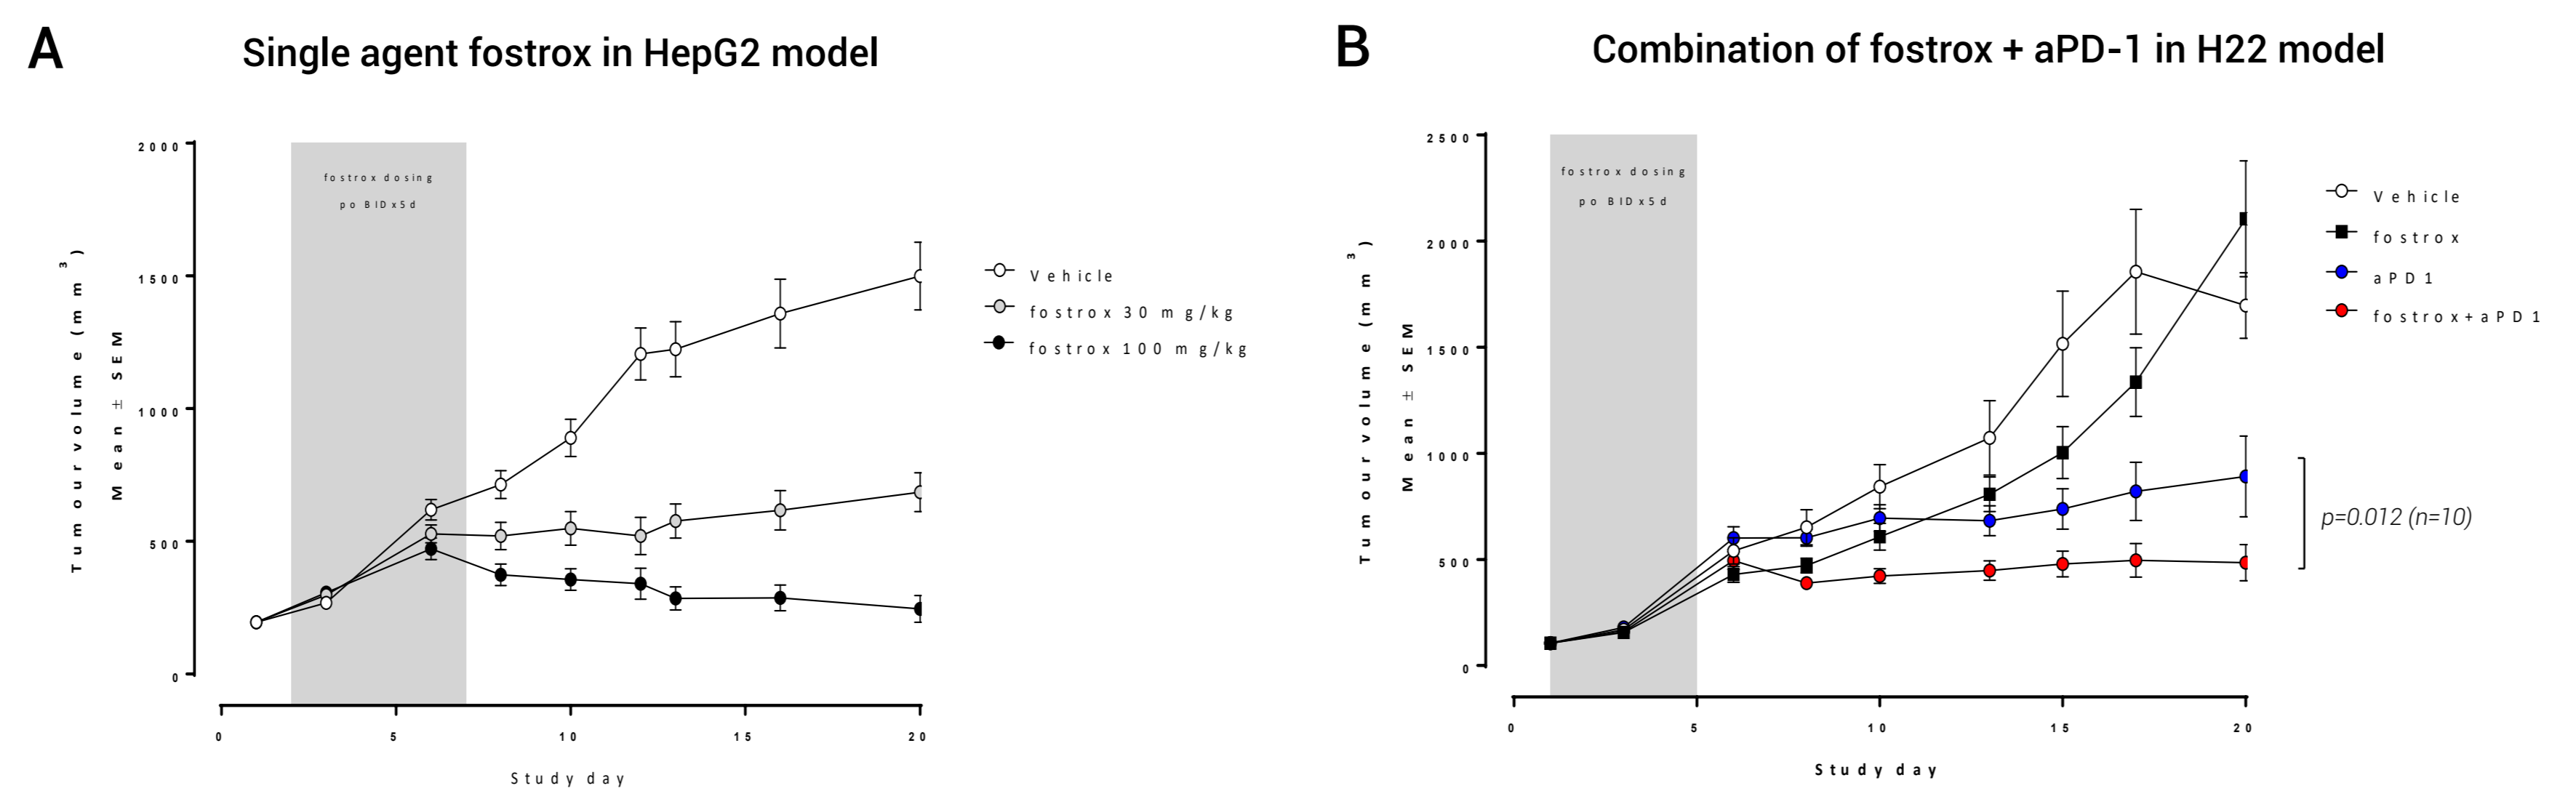 A
Single agent fostrox in HepG2 model
Tumour volume (mm³)
Mean ± SEM
2000
1500
1000
500
0
fostrox dosing
po BIDx5d
0 5 10 15 20
Study day
Vehicle
fostrox 30 mg/kg
fostrox 100 mg/kg
B
Combination of fostrox + aPD-1 in H22 model
Tumour volume (mm³)
Mean ± SEM
2500
2000
1500
1000
500
0
fostrox dosing
po BIDx5d
0 5 10 15 20
Study day
Vehicle
fostrox
aPD1
fostrox+aPD1
p=0.012 (n=10)